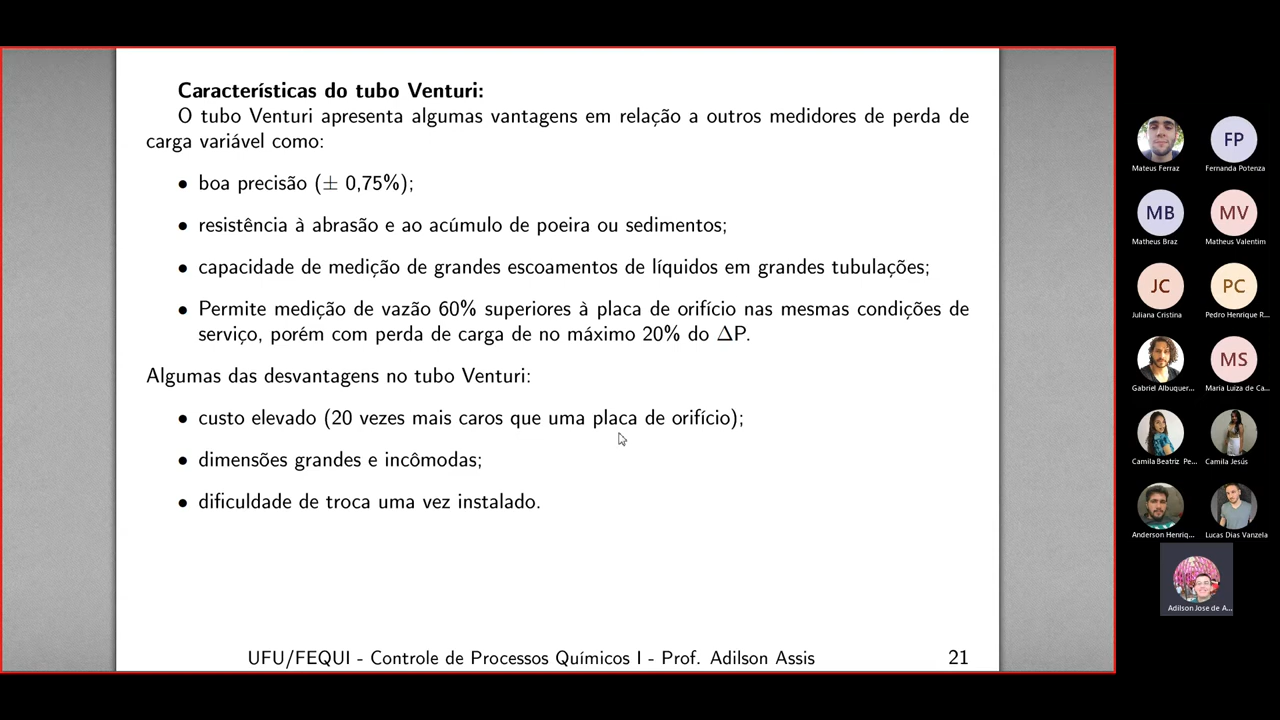 Características do tubo Venturi:
O tubo Venturi apresenta algumas vantagens em relação a outros medidores de perda de
carga variável como:
• boa precisão (± 0,75%);
• resistência à abrasão e ao acúmulo de poeira ou sedimentos;
• capacidade de medição de grandes escoamentos de líquidos em grandes tubulações;
• Permite medição de vazão 60% superiores à placa de orifício nas mesmas condições de
serviço, porém com perda de carga de no máximo 20% do ΔP.
Algumas das desvantagens no tubo Venturi:
• custo elevado (20 vezes mais caros que uma placa de orifício);
• dimensões grandes e incômodas;
• dificuldade de troca uma vez instalado.
UFU/FEQUI - Controle de Processos Químicos I - Prof. Adilson Assis 21
Mateus Ferraz
FP
Fernanda Potenza
MB
Matheus Braz
MV
Matheus Valentim
JC
Juliana Cristina
PC
Pedro Henrique R...
Gabriel Albuquer...
MS
Maria Luiza de Ca...
Camila Beatriz Pe...
Camila Jesús
Anderson Henriq...
Lucas Dias Vanzela
Adilson Jose de A...